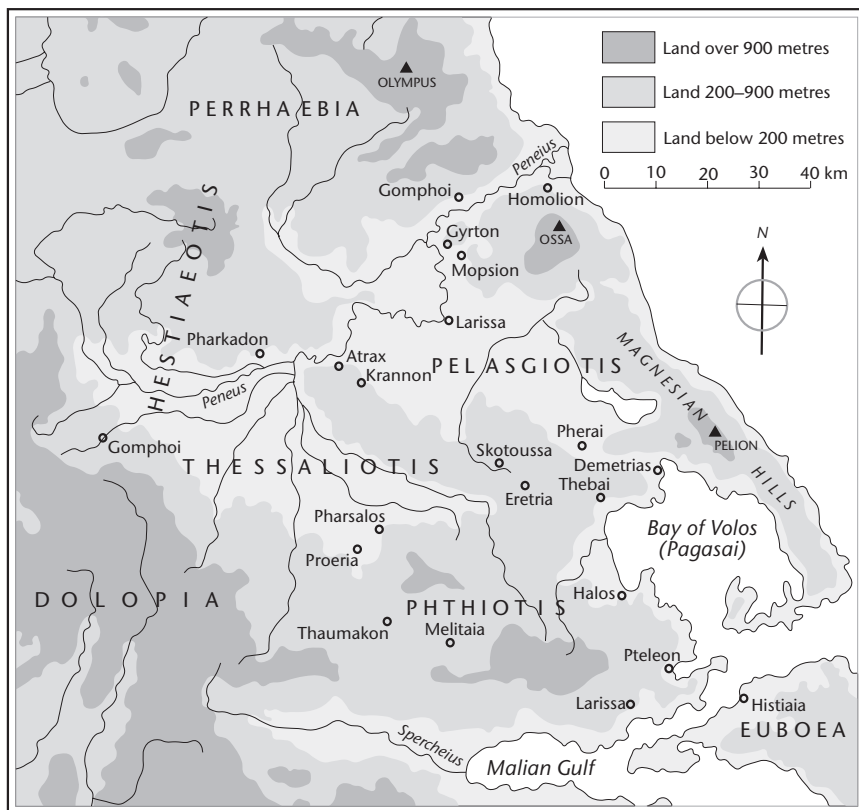 Land over 900 metres
Land 200–900 metres
Land below 200 metres
0 10 20 30 40 km
N
OLYMPUS
PERRHAEBIA
Peneius
Gomphoi
Homolion
OSSA
Gyrton
Mopsion
HESTIAEOTIS
Larissa
Pharkadon
Atrax
Krannon
PELASGIOTIS
MAGNESIAN
HILLS
PELION
Peneus
Gomphoi
THESSALIOTIS
Pherai
Skotoussa
Demetrias
Eretria
Thebai
Pharsalos
Proeria
Bay of Volos
(Pagasai)
DOLOPIA
PHTHIOTIS
Halos
Thaumakon
Melitaia
Pteleon
Larissa
Histiaia
EUBOEA
Spercheius
Malian Gulf